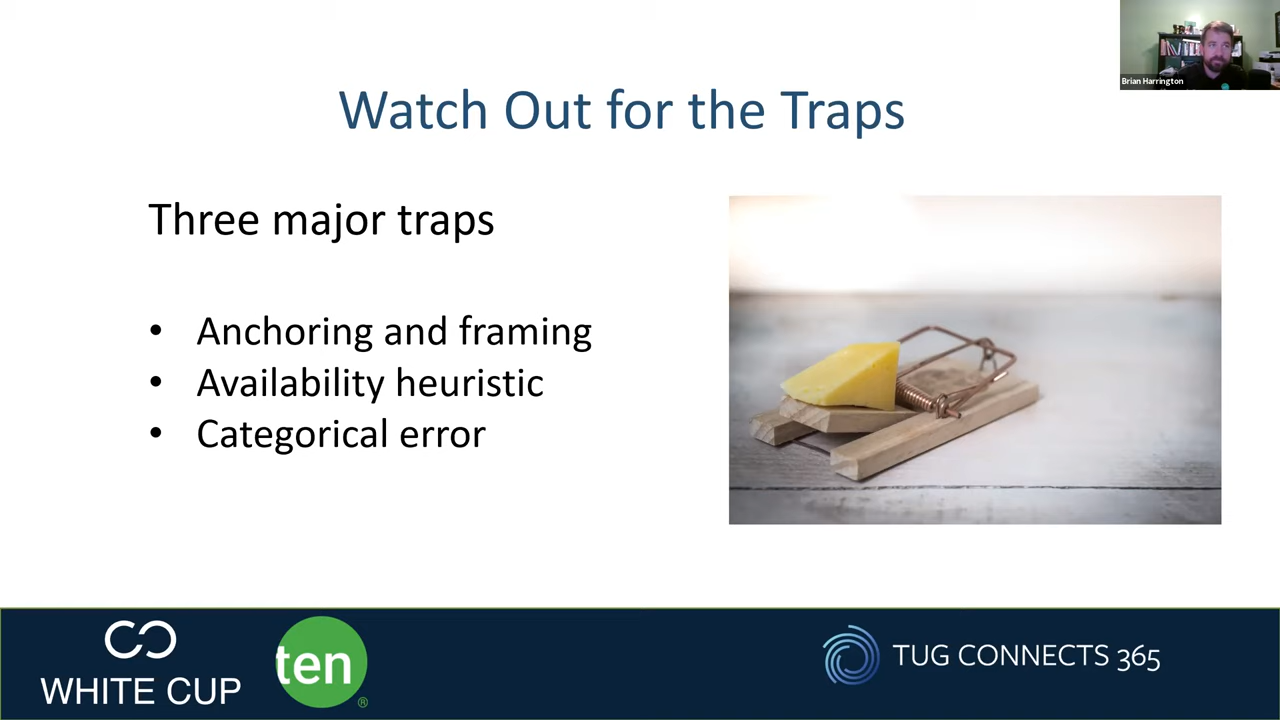 Brian Harrington
Watch Out for the Traps
Three major traps
• Anchoring and framing
• Availability heuristic
• Categorical error
WHITE CUP
ten®
TUG CONNECTS 365